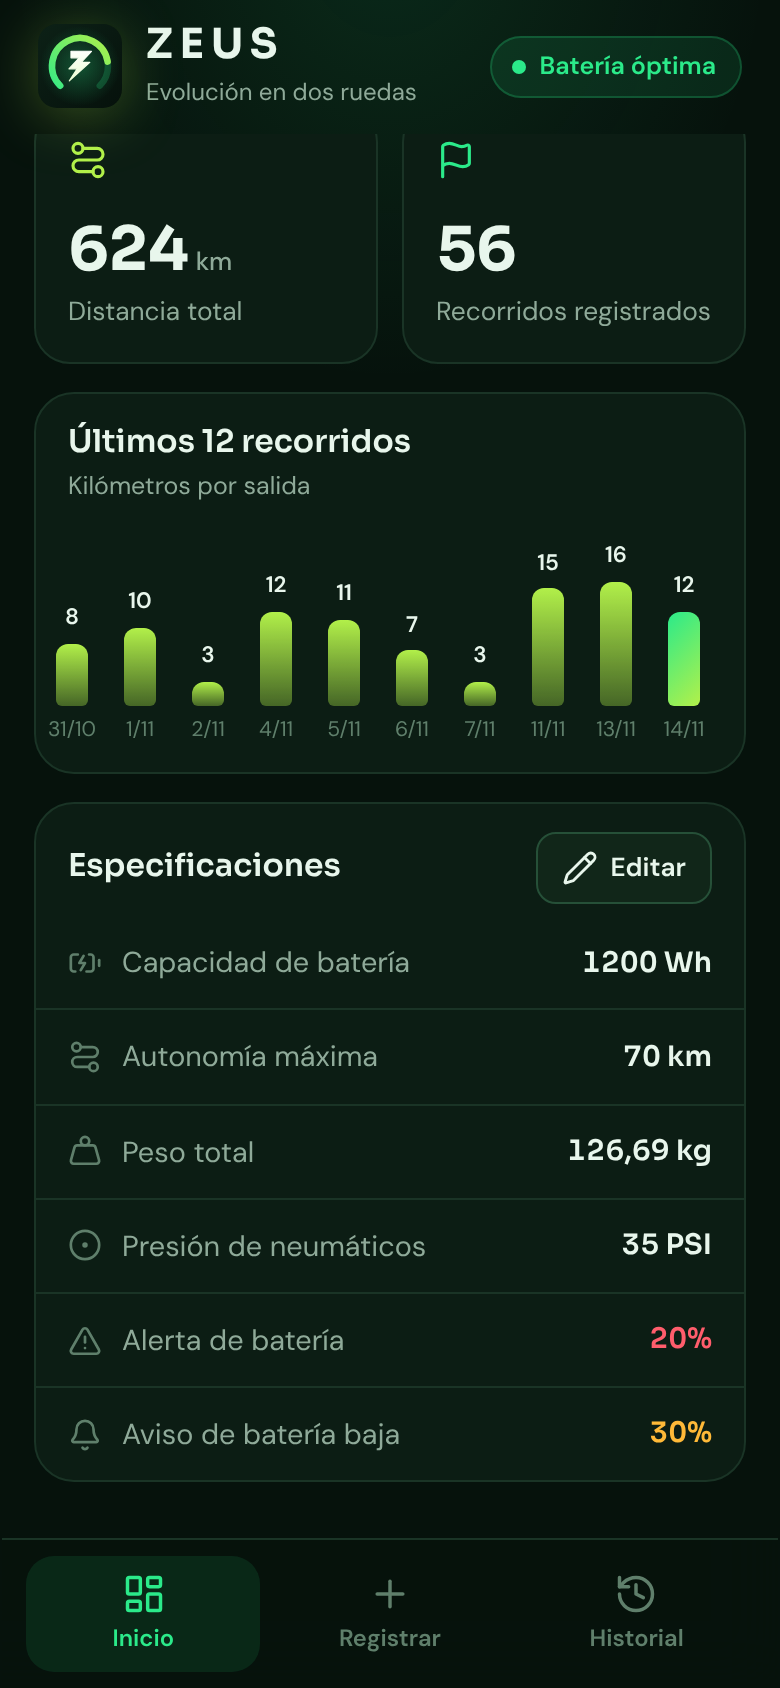 ZEUS
Evolución en dos ruedas
Batería óptima
624 km
Distancia total
56
Recorridos registrados
Últimos 12 recorridos
Kilómetros por salida
8 10 3 12 11 7 3 15 16 12
31/10 1/11 2/11 4/11 5/11 6/11 7/11 11/11 13/11 14/11
Especificaciones
Editar
Capacidad de batería 1200 Wh
Autonomía máxima 70 km
Peso total 126,69 kg
Presión de neumáticos 35 PSI
Alerta de batería 20%
Aviso de batería baja 30%
Inicio Registrar Historial